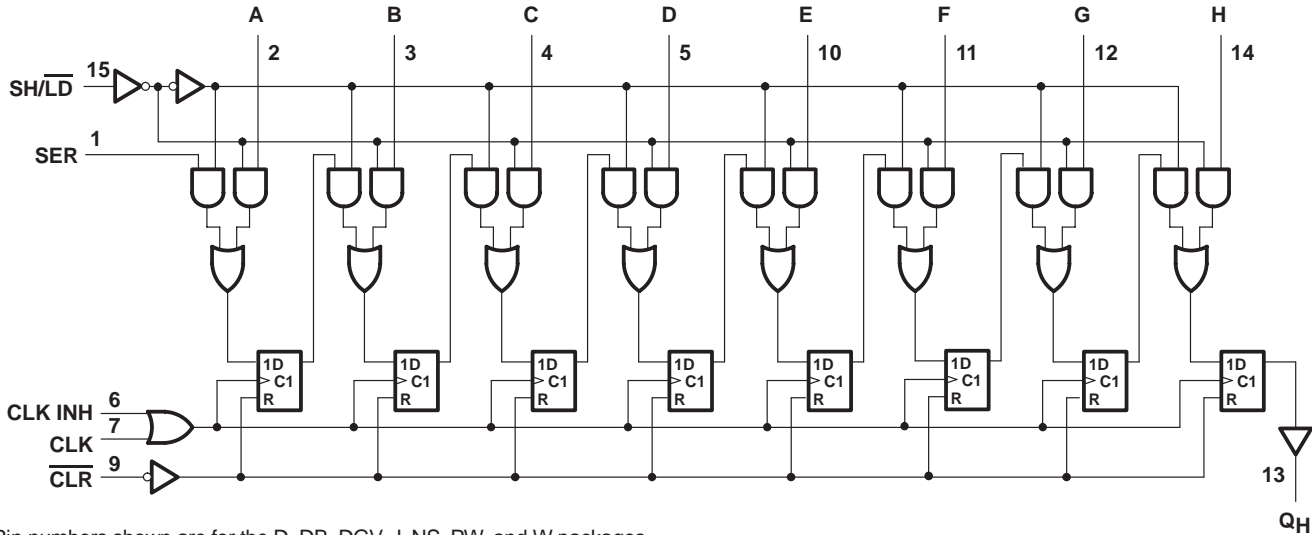 A B C D E F G H
2 3 4 5 10 11 12 14
15
SH/LD
1
SER
1D 1D 1D 1D 1D 1D 1D 1D
C1 C1 C1 C1 C1 C1 C1 C1
R R R R R R R R
6
CLK INH
7
CLK
9
CLR
13
QH
Pin numbers shown are for the D, DB, DGV, J, NS, PW, and W packages.